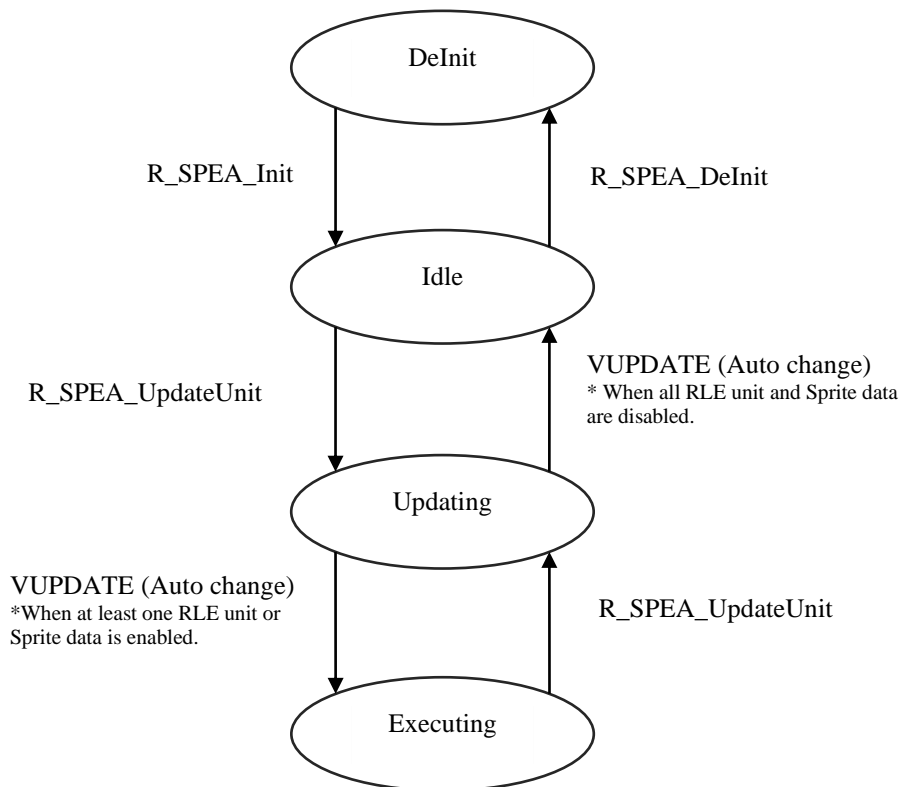 DeInit
R_SPEA_Init
R_SPEA_DeInit
Idle
R_SPEA_UpdateUnit
VUPDATE (Auto change)
* When all RLE unit and Sprite data
are disabled.
Updating
VUPDATE (Auto change)
*When at least one RLE unit or
Sprite data is enabled.
R_SPEA_UpdateUnit
Executing